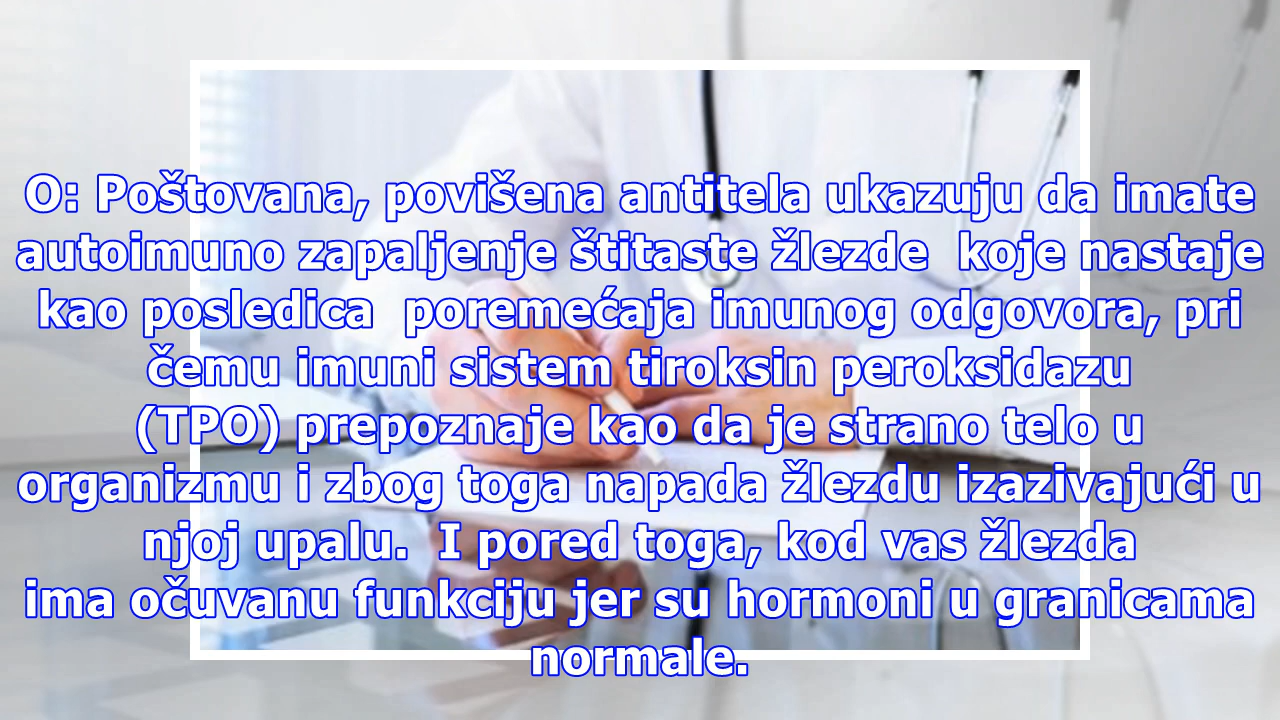 O: Poštovana, povišena antitela ukazuju da imate
autoimuno zapaljenje štitaste žlezde  koje nastaje
kao posledica  poremećaja imunog odgovora, pri
čemu imuni sistem tiroksin peroksidazu
(TPO) prepoznaje kao da je strano telo u
organizmu i zbog toga napada žlezdu izazivajući u
njoj upalu.  I pored toga, kod vas žlezda
ima očuvanu funkciju jer su hormoni u granicama
normale.